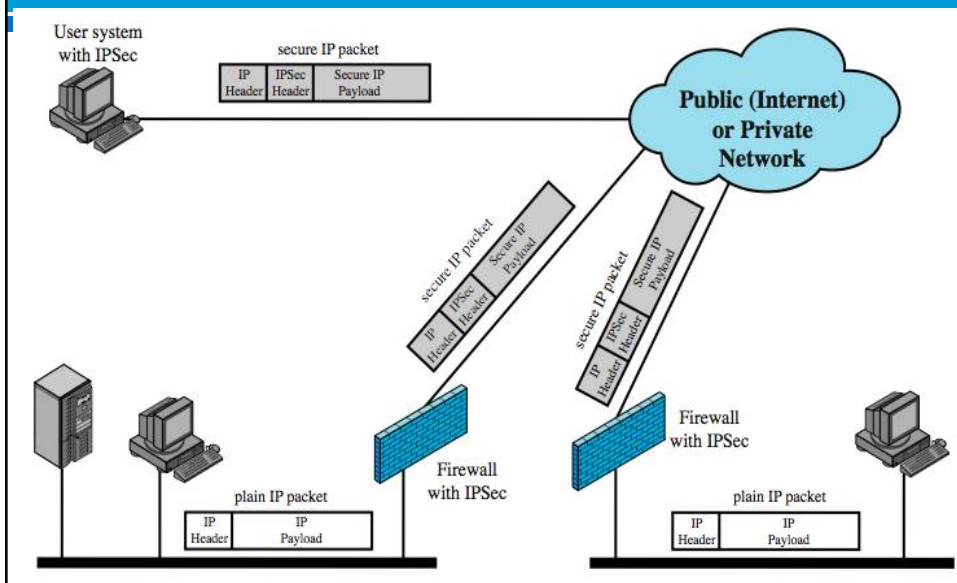 User system
with IPSec
secure IP packet
IP
Header
IPSec
Header
Secure IP
Payload
Public (Internet)
or Private
Network
secure IP packet
IP
Header
IPSec
Header
Secure IP
Payload
secure IP packet
IP
Header
IPSec
Header
Secure IP
Payload
Firewall
with IPSec
Firewall
with IPSec
plain IP packet
IP
Header
IP
Payload
plain IP packet
IP
Header
IP
Payload